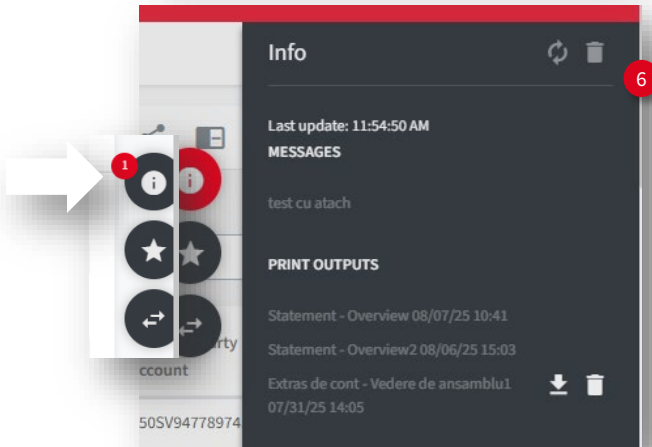 Info
6
Last update: 11:54:50 AM
MESSAGES
1
test cu atach
PRINT OUTPUTS
Statement - Overview 08/07/25 10:41
rty
Statement - Overview2 08/06/25 15:03
ccount
Extras de cont - Vedere de ansamblu1
07/31/25 14:05
50SV94778974